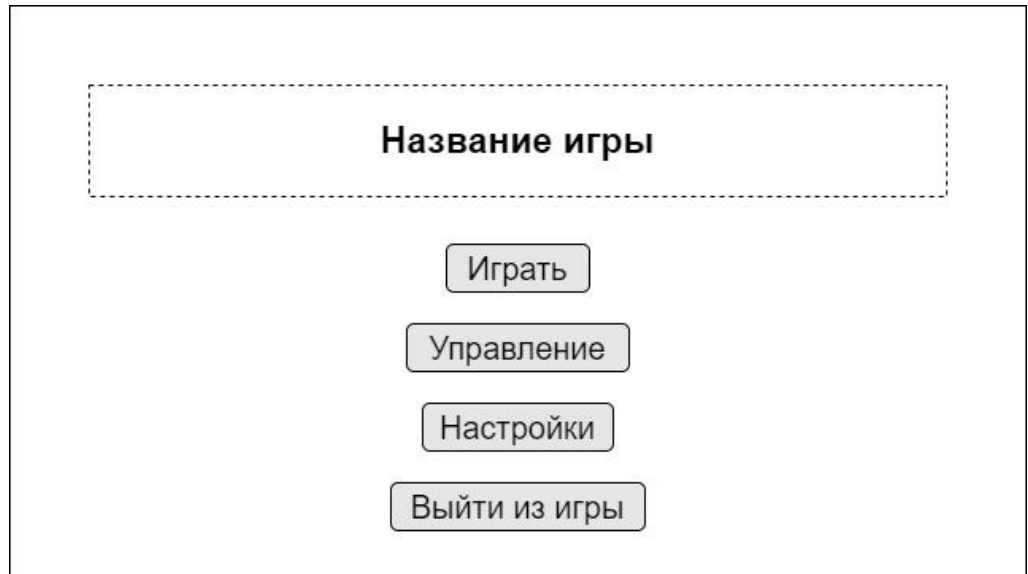 Название игры
Играть
Управление
Настройки
Выйти из игры